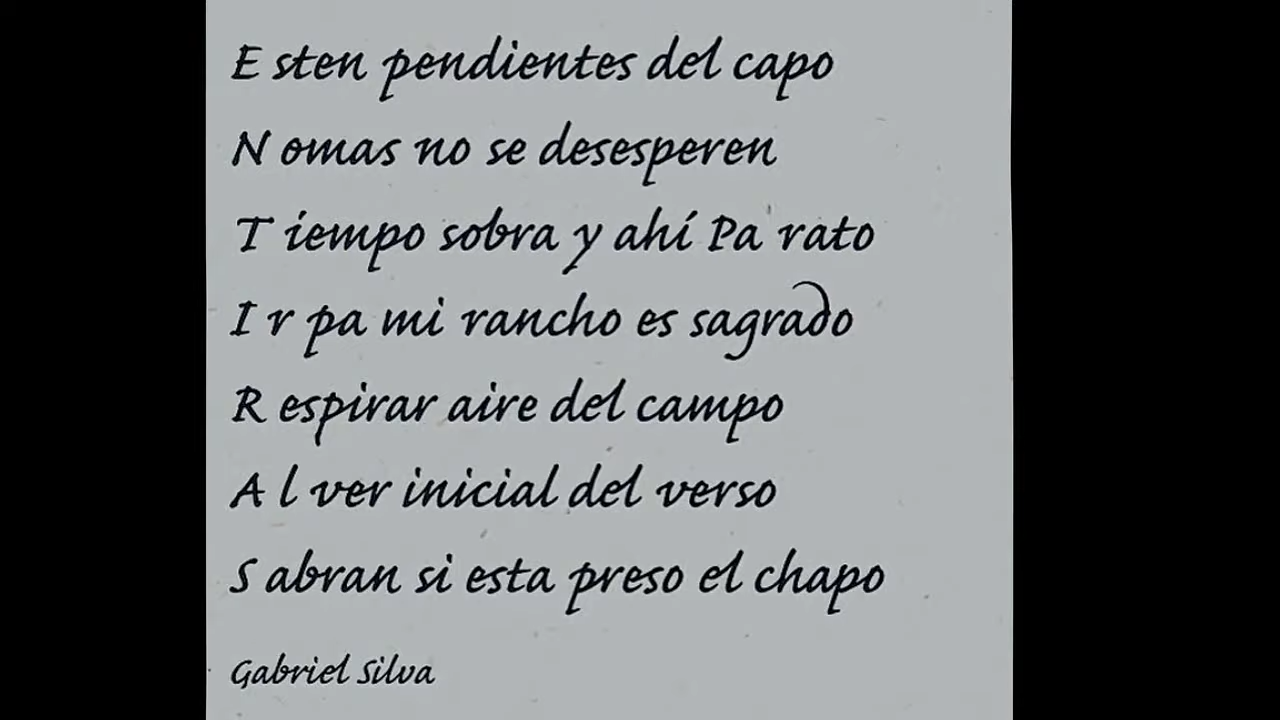 E sten pendientes del capo
N omas no se desesperen
T iempo sobra y ahí Pa rato
I r pa mi rancho es sagrado
R espirar aire del campo
A l ver inicial del verso
S abran si esta preso el chapo
Gabriel Silva